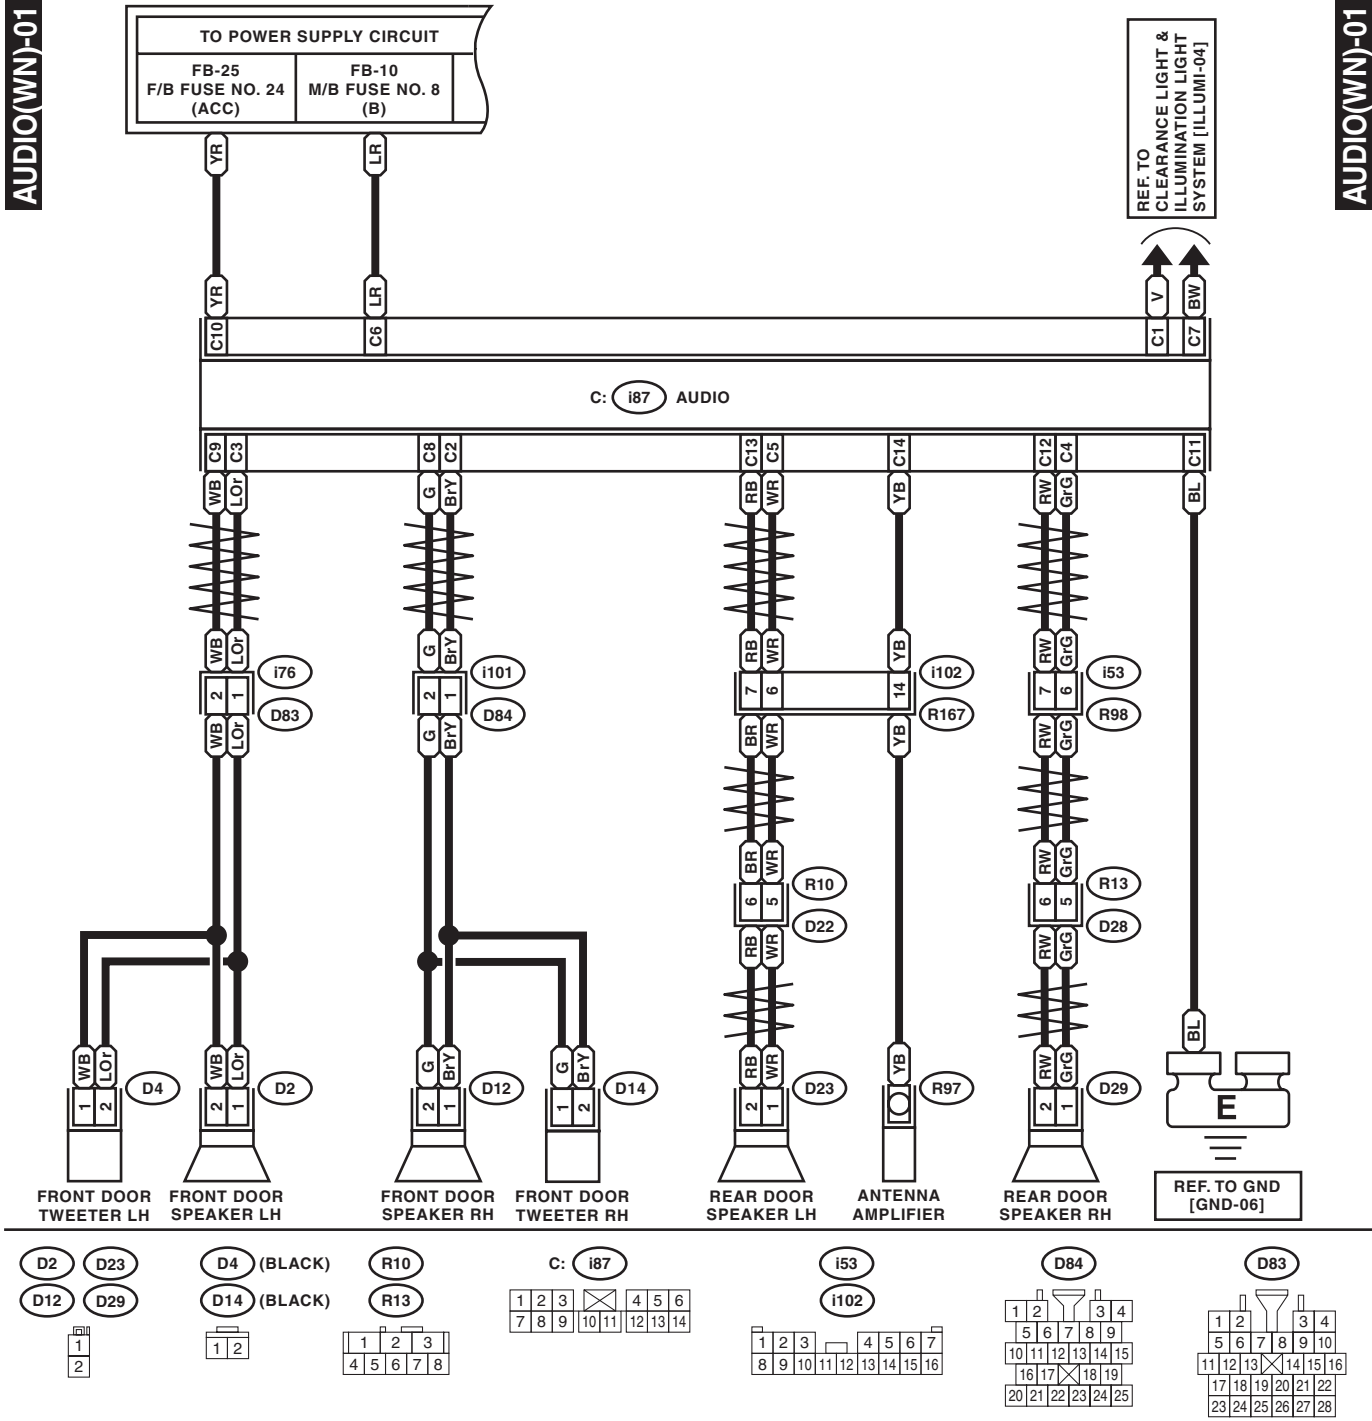 AUDIO(WN)-01
AUDIO(WN)-01
TO POWER SUPPLY CIRCUIT
FB-25
F/B FUSE NO. 24
(ACC)
FB-10
M/B FUSE NO. 8
(B)
REF. TO
CLEARANCE LIGHT &
ILLUMINATION LIGHT
SYSTEM [ILLUMI-04]
YR LR
YR LR V BW
C10 C6 C1 C7
C: i87 AUDIO
C9 C3 C8 C2 C13 C5 C14 C12 C4 C11
WB LOr G BrY RB WR YB RW GrG BL
WB LOr G BrY RB WR YB RW GrG
i76 i101 i102 i53
2 1 2 1 7 6 14 7 6
D83 D84 R167 R98
WB LOr G BrY BR WR YB RW GrG
BR WR RW GrG
R10 R13
6 5 6 5
D22 D28
RB WR RW GrG
BL
WB LOr WB LOr G BrY G BrY RB WR YB RW GrG
D4 D2 D12 D14 D23 R97 D29
1 2 2 1 2 1 1 2 2 1 2 1
E
FRONT DOOR
TWEETER LH
FRONT DOOR
SPEAKER LH
FRONT DOOR
SPEAKER RH
FRONT DOOR
TWEETER RH
REAR DOOR
SPEAKER LH
ANTENNA
AMPLIFIER
REAR DOOR
SPEAKER RH
REF. TO GND
[GND-06]
D2 D23
D12 D29
1
2
D4 (BLACK)
D14 (BLACK)
1 2
R10
R13
1 2 3
4 5 6 7 8
C: i87
1 2 3 4 5 6
7 8 9 10 11 12 13 14
i53
i102
1 2 3 4 5 6 7
8 9 10 11 12 13 14 15 16
D84
1 2 3 4
5 6 7 8 9
10 11 12 13 14 15
16 17 18 19
20 21 22 23 24 25
D83
1 2 3 4
5 6 7 8 9 10
11 12 13 14 15 16
17 18 19 20 21 22
23 24 25 26 27 28